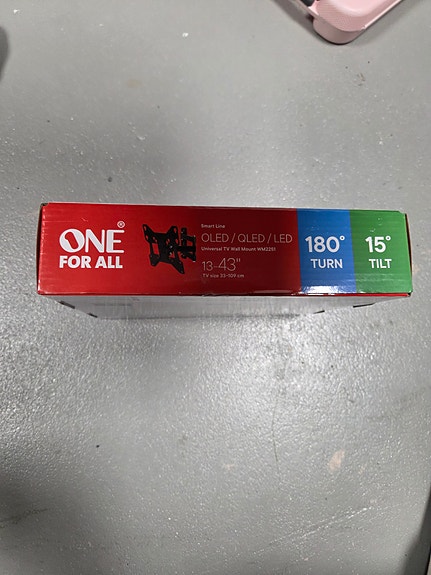 ONE®
FOR ALL
Smart Line
OLED / QLED / LED
Universal TV Wall Mount WM2251
13-43"
TV size 33-109 cm
180°
TURN
15°
TILT